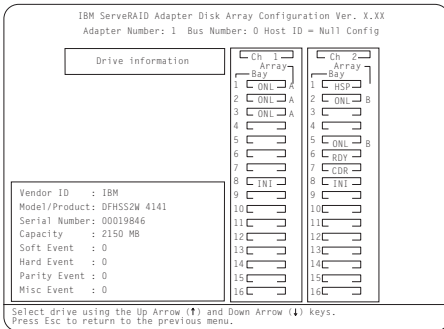 IBM ServeRAID Adapter Disk Array Configuration Ver. X.XX
Adapter Number: 1 Bus Number: 0 Host ID = Null Config
Drive information
Ch 1
Array
Bay
1 ONL A
2 ONL A
3 ONL A
4
5
6
7
8 INI
9
10
11
12
13
14
15
16
Ch 2
Array
Bay
1 HSP
2 ONL B
3
4
5 ONL B
6 RDY
7 CDR
8 INI
9
10
11
12
13
14
15
16
Vendor ID : IBM
Model/Product: DFHSS2W 4141
Serial Number: 00019846
Capacity : 2150 MB
Soft Event : 0
Hard Event : 0
Parity Event : 0
Misc Event : 0
Select drive using the Up Arrow (↑) and Down Arrow (↓) keys.
Press Esc to return to the previous menu.